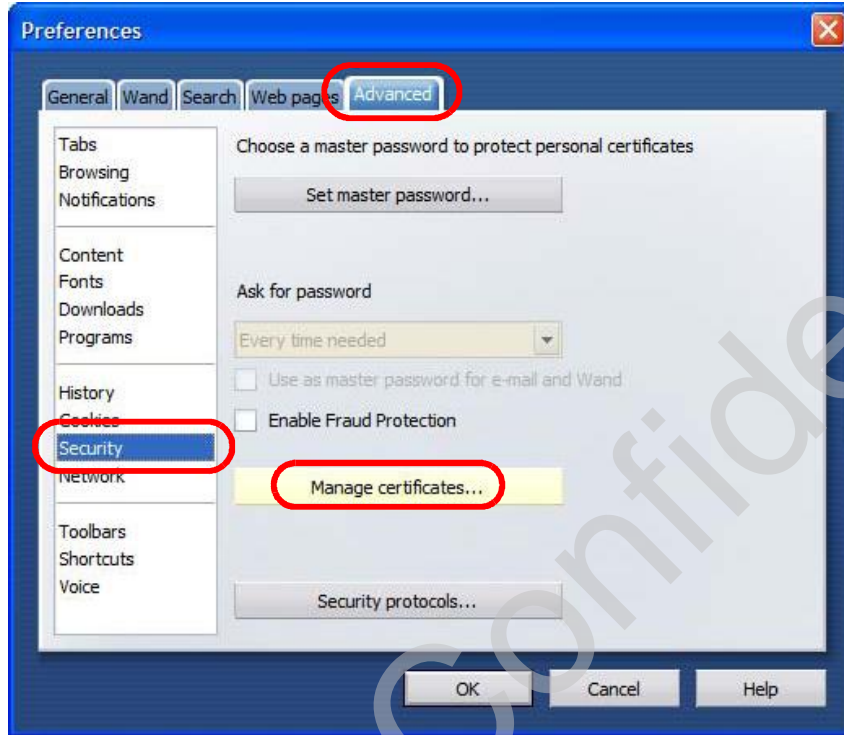 Preferences
General Wand Search Web pages Advanced
Tabs
Browsing
Notifications
Content
Fonts
Downloads
Programs
History
Cookies
Security
Network
Toolbars
Shortcuts
Voice
Choose a master password to protect personal certificates
Set master password...
Ask for password
Every time needed
Use as master password for e-mail and Wand
Enable Fraud Protection
Manage certificates...
Security protocols...
OK Cancel Help
Confide